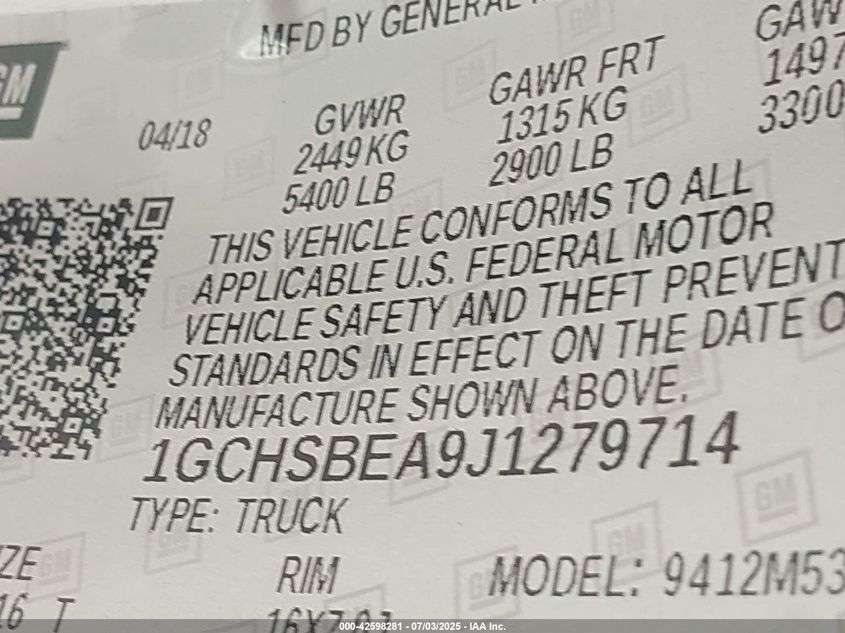 MFD BY GENERAL
GM
04/18
GVWR
2449 KG
5400 LB
GAWR FRT
1315 KG
2900 LB
GAW
1497
3300
THIS VEHICLE CONFORMS TO ALL
APPLICABLE U.S. FEDERAL MOTOR
VEHICLE SAFETY AND THEFT PREVENT
STANDARDS IN EFFECT ON THE DATE O
MANUFACTURE SHOWN ABOVE.
1GCHSBEA9J1279714
TYPE: TRUCK
ZE
16 T
RIM
MODEL: 9412M53
000-42598281 - 07/03/2025 - IAA Inc.